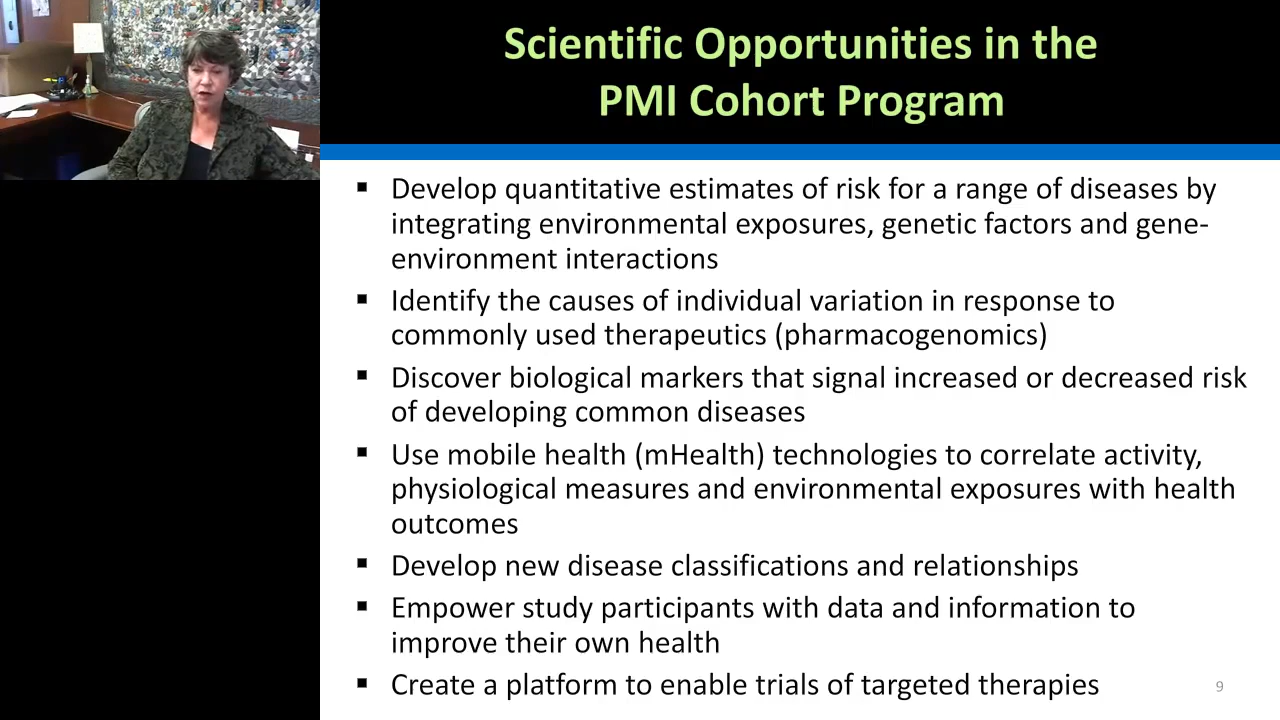 Scientific Opportunities in the
PMI Cohort Program
▪ Develop quantitative estimates of risk for a range of diseases by
integrating environmental exposures, genetic factors and gene-
environment interactions
▪ Identify the causes of individual variation in response to
commonly used therapeutics (pharmacogenomics)
▪ Discover biological markers that signal increased or decreased risk
of developing common diseases
▪ Use mobile health (mHealth) technologies to correlate activity,
physiological measures and environmental exposures with health
outcomes
▪ Develop new disease classifications and relationships
▪ Empower study participants with data and information to
improve their own health
▪ Create a platform to enable trials of targeted therapies
9